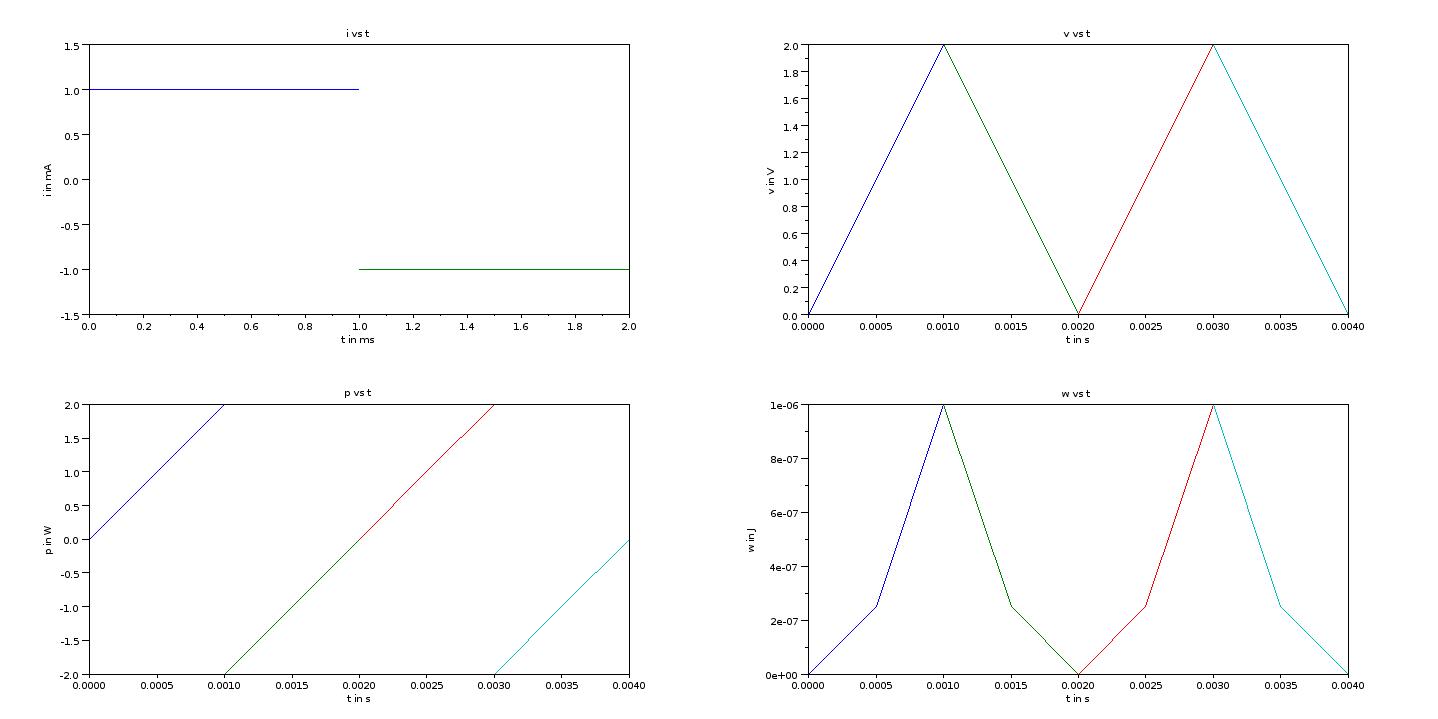 i vs t
1.5
1.0
0.5
0.0
-0.5
-1.0
-1.5
i in mA
0.0 0.2 0.4 0.6 0.8 1.0 1.2 1.4 1.6 1.8 2.0
t in ms
v vs t
2.0
1.8
1.6
1.4
1.2
1.0
0.8
0.6
0.4
0.2
0.0
v in V
0.0000 0.0005 0.0010 0.0015 0.0020 0.0025 0.0030 0.0035 0.0040
t in s
p vs t
2.0
1.5
1.0
0.5
0.0
-0.5
-1.0
-1.5
-2.0
p in W
0.0000 0.0005 0.0010 0.0015 0.0020 0.0025 0.0030 0.0035 0.0040
t in s
w vs t
1e-06
8e-07
6e-07
4e-07
2e-07
0e+00
w in J
0.0000 0.0005 0.0010 0.0015 0.0020 0.0025 0.0030 0.0035 0.0040
t in s